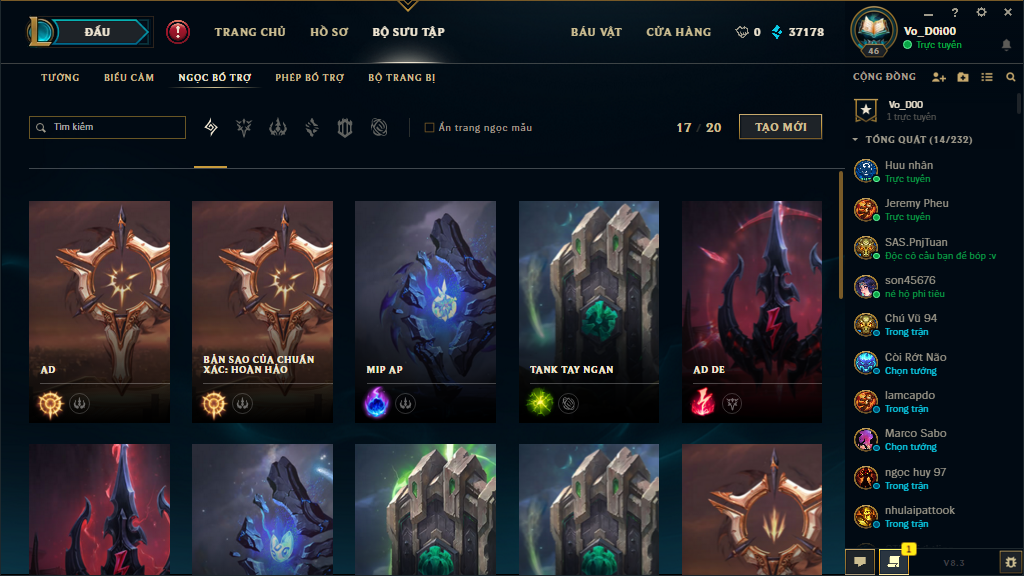 ĐẤU
TRANG CHỦ
HỒ SƠ
BỘ SƯU TẬP
BÁU VẬT
CỬA HÀNG
0
37178
?
46
Vo_D0i00
Trực tuyến
TƯỚNG
BIỂU CẢM
NGỌC BỔ TRỢ
PHÉP BỔ TRỢ
BỘ TRANG BỊ
CỘNG ĐỒNG
Tìm kiếm
Ẩn trang ngọc mẫu
17 / 20
TẠO MỚI
Vo_D00
1 trực tuyến
TỔNG QUÁT (14/232)
Huu nhân
Trực tuyến
Jeremy Pheu
Trực tuyến
SAS.PnjTuan
Độc cô cầu bạn để bóp :v
son45676
né hộ phi tiêu
Chú Vũ 94
Trong trận
Còi Rớt Não
Chọn tướng
Iamcapdo
Trong trận
Marco Sabo
Chọn tướng
ngọc huy 97
Trong trận
nhulaipattook
Trong trận
AD
BẢN SAO CỦA CHUẨN
XÁC: HOÀN HẢO
MIP AP
TANK TAY NGAN
AD DE
1
V8.3